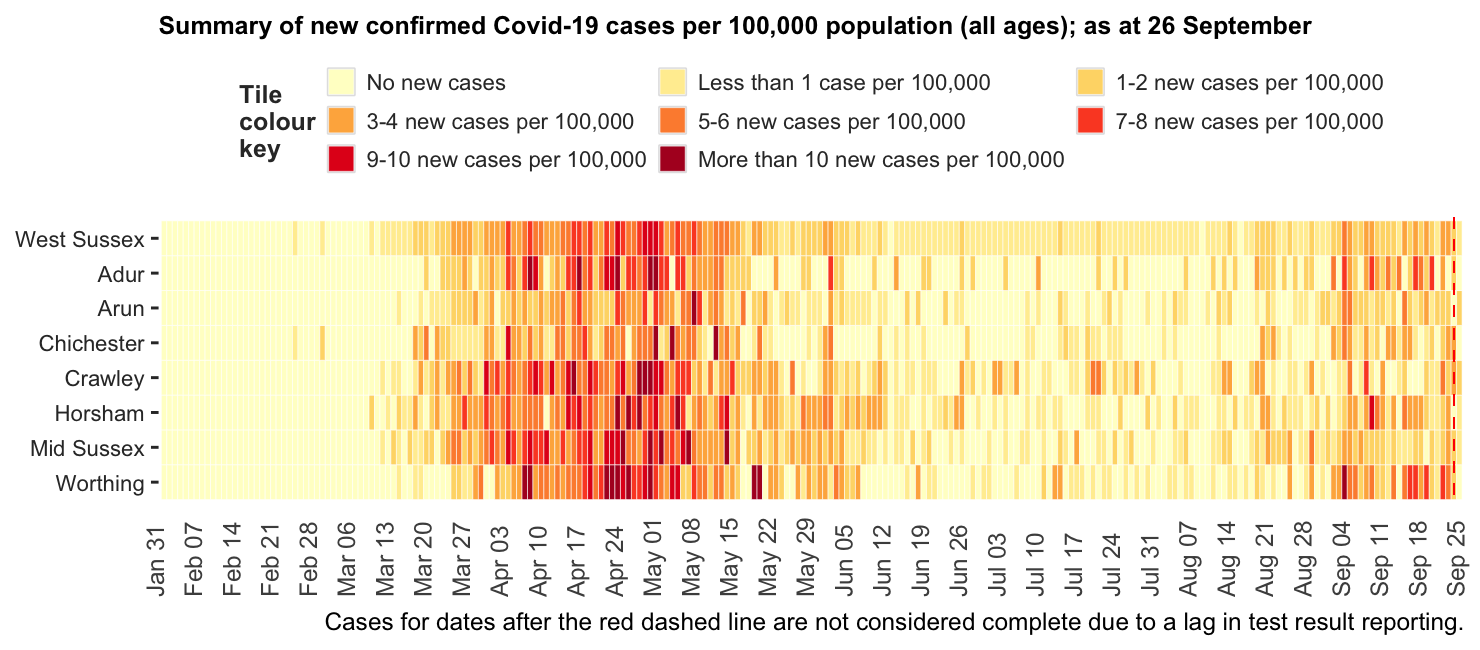 Summary of new confirmed Covid-19 cases per 100,000 population (all ages); as at 26 September
Tile
colour
key
No new cases
Less than 1 case per 100,000
1-2 new cases per 100,000
3-4 new cases per 100,000
5-6 new cases per 100,000
7-8 new cases per 100,000
9-10 new cases per 100,000
More than 10 new cases per 100,000
West Sussex
Adur
Arun
Chichester
Crawley
Horsham
Mid Sussex
Worthing
Jan 31
Feb 07
Feb 14
Feb 21
Feb 28
Mar 06
Mar 13
Mar 20
Mar 27
Apr 03
Apr 10
Apr 17
Apr 24
May 01
May 08
May 15
May 22
May 29
Jun 05
Jun 12
Jun 19
Jun 26
Jul 03
Jul 10
Jul 17
Jul 24
Jul 31
Aug 07
Aug 14
Aug 21
Aug 28
Sep 04
Sep 11
Sep 18
Sep 25
Cases for dates after the red dashed line are not considered complete due to a lag in test result reporting.